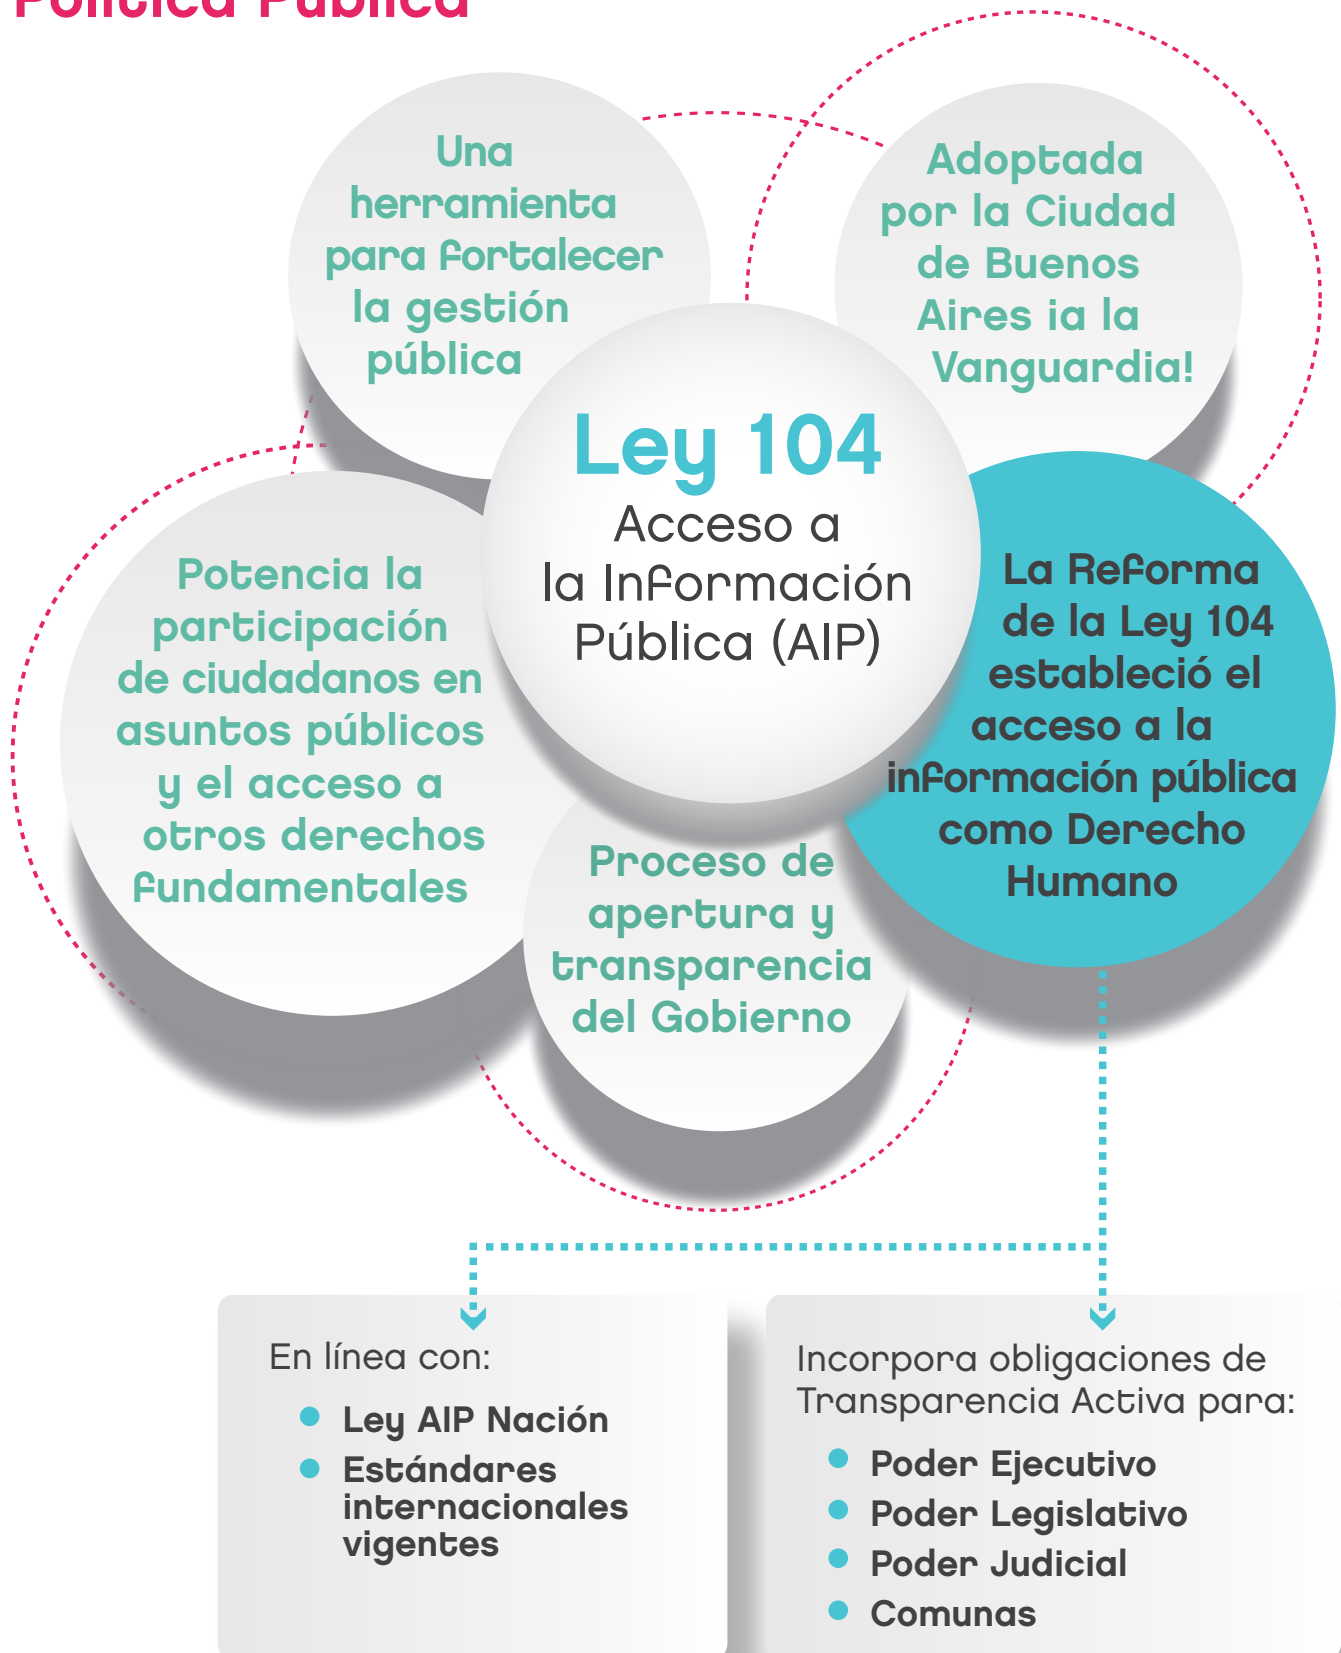 Política Pública
Una
herramienta
para fortalecer
la gestión
pública
Adoptada
por la Ciudad
de Buenos
Aires ¡a la
Vanguardia!
Ley 104
Acceso a
la Información
Pública (AIP)
La Reforma
de la Ley 104
estableció el
acceso a la
información pública
como Derecho
Humano
Potencia la
participación
de ciudadanos en
asuntos públicos
y el acceso a
otros derechos
fundamentales
Proceso de
apertura y
transparencia
del Gobierno
En línea con:
Ley AIP Nación
Estándares
internacionales
vigentes
Incorpora obligaciones de
Transparencia Activa para:
Poder Ejecutivo
Poder Legislativo
Poder Judicial
Comunas